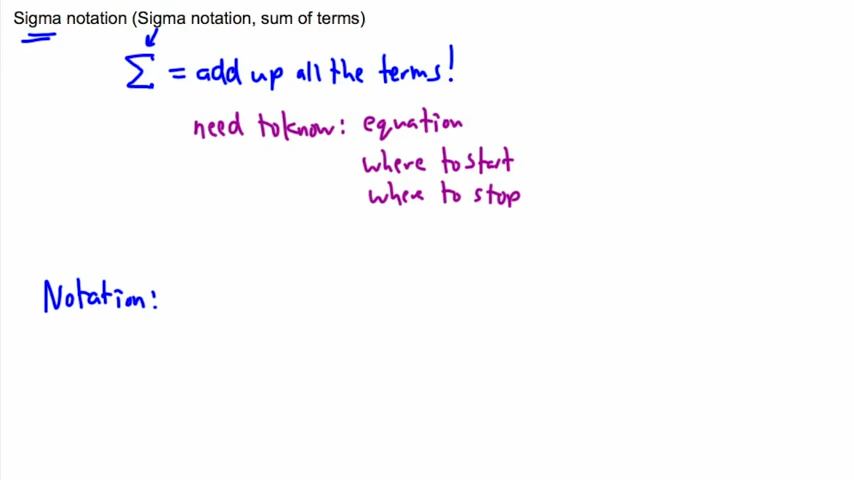 Sigma notation (Sigma notation, sum of terms)
Σ = add up all the terms!
need to know: equation
where to start
where to stop
Notation: